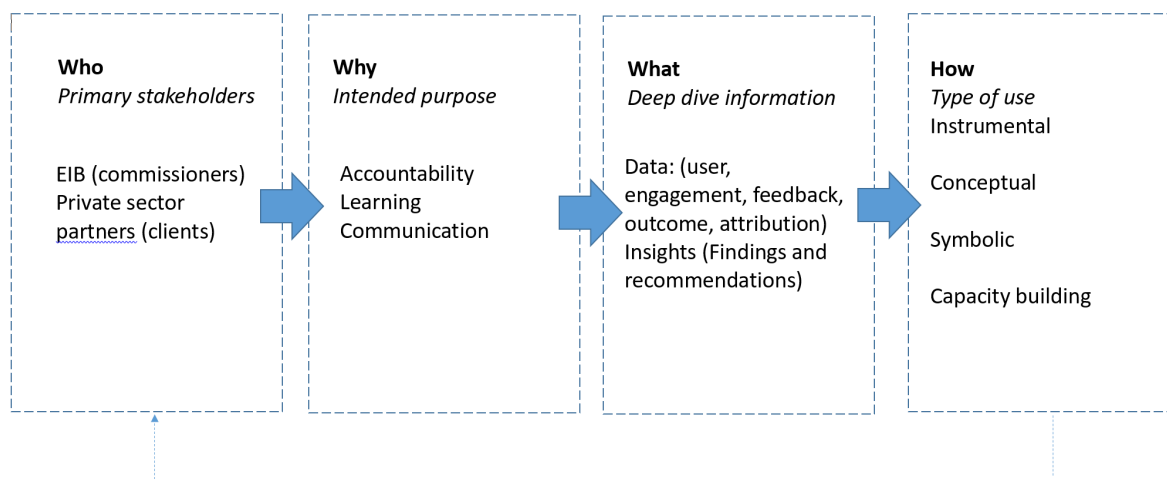 Who
Primary stakeholders
EIB (commissioners)
Private sector
partners (clients)
Why
Intended purpose
Accountability
Learning
Communication
What
Deep dive information
Data: (user,
engagement, feedback,
outcome, attribution)
Insights (Findings and
recommendations)
How
Type of use
Instrumental
Conceptual
Symbolic
Capacity building